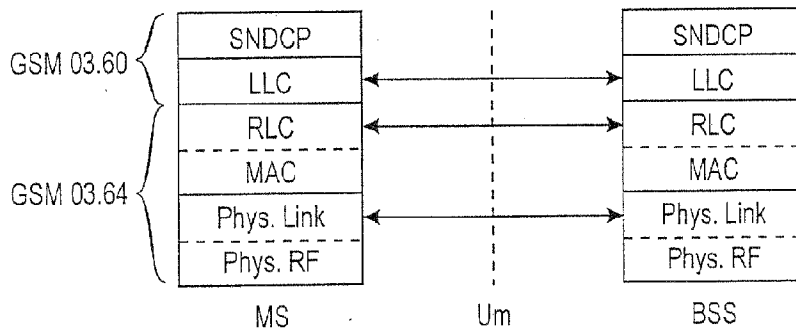 GSM 03.60
GSM 03.64
SNDCP
LLC
RLC
MAC
Phys. Link
Phys. RF
MS
Um
SNDCP
LLC
RLC
MAC
Phys. Link
Phys. RF
BSS